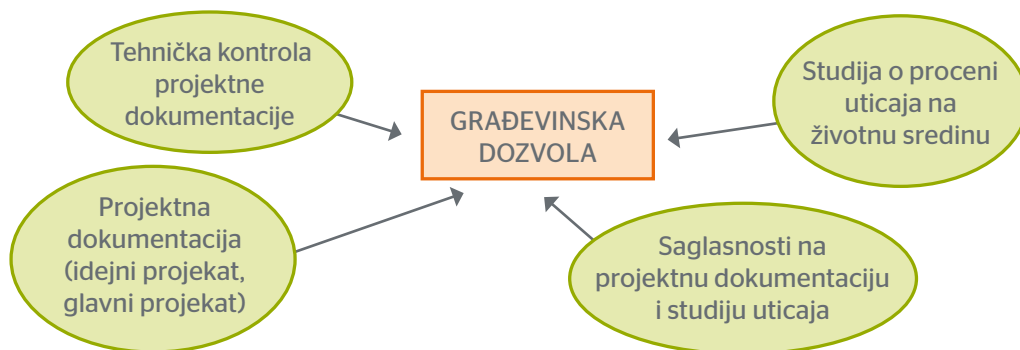 Tehnička kontrola
projektne
dokumentacije
GRAĐEVINSKA
DOZVOLA
Studija o proceni
uticaja na
životnu sredinu
Projektna
dokumentacija
(idejni projekat,
glavni projekat)
Saglasnosti na
projektnu dokumentaciju
i studiju uticaja